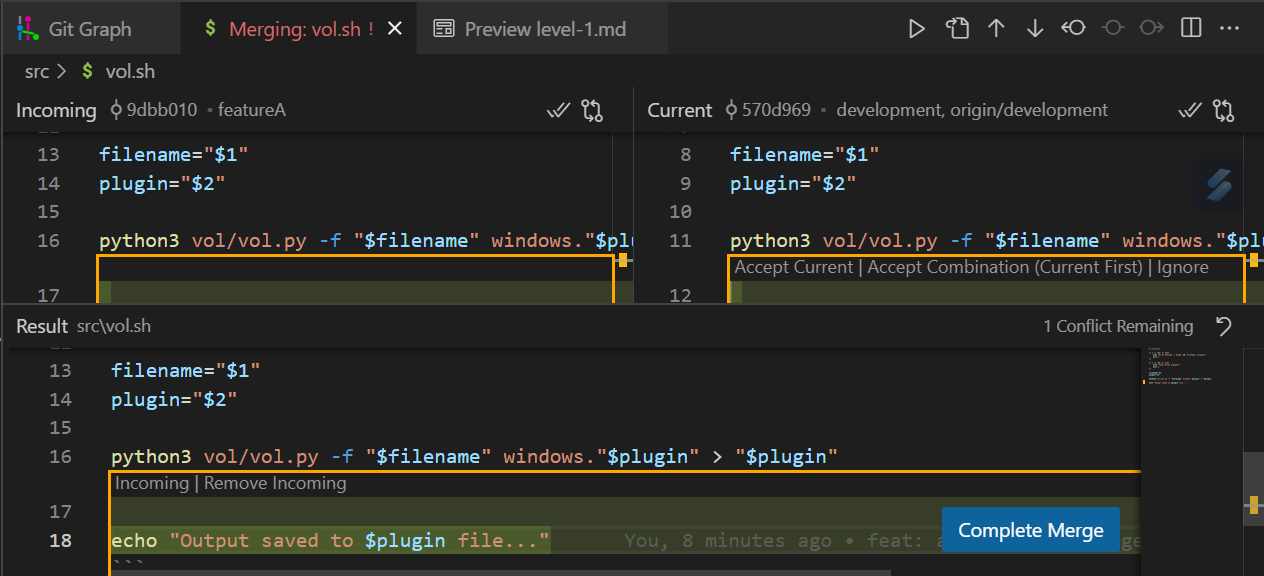 Git Graph
$ Merging: vol.sh !
Preview level-1.md
src > $ vol.sh
Incoming 9dbb010 • featureA
13 filename="$1"
14 plugin="$2"
15
16 python3 vol/vol.py -f "$filename" windows."$plu
17
Current 570d969 • development, origin/development
8 filename="$1"
9 plugin="$2"
10
11 python3 vol/vol.py -f "$filename" windows."$pl
Accept Current | Accept Combination (Current First) | Ignore
12
Result src\vol.sh
1 Conflict Remaining
13 filename="$1"
14 plugin="$2"
15
16 python3 vol/vol.py -f "$filename" windows."$plugin" > "$plugin"
Incoming | Remove Incoming
17
18 echo "Output saved to $plugin file..." You, 8 minutes ago • feat:
Complete Merge
```